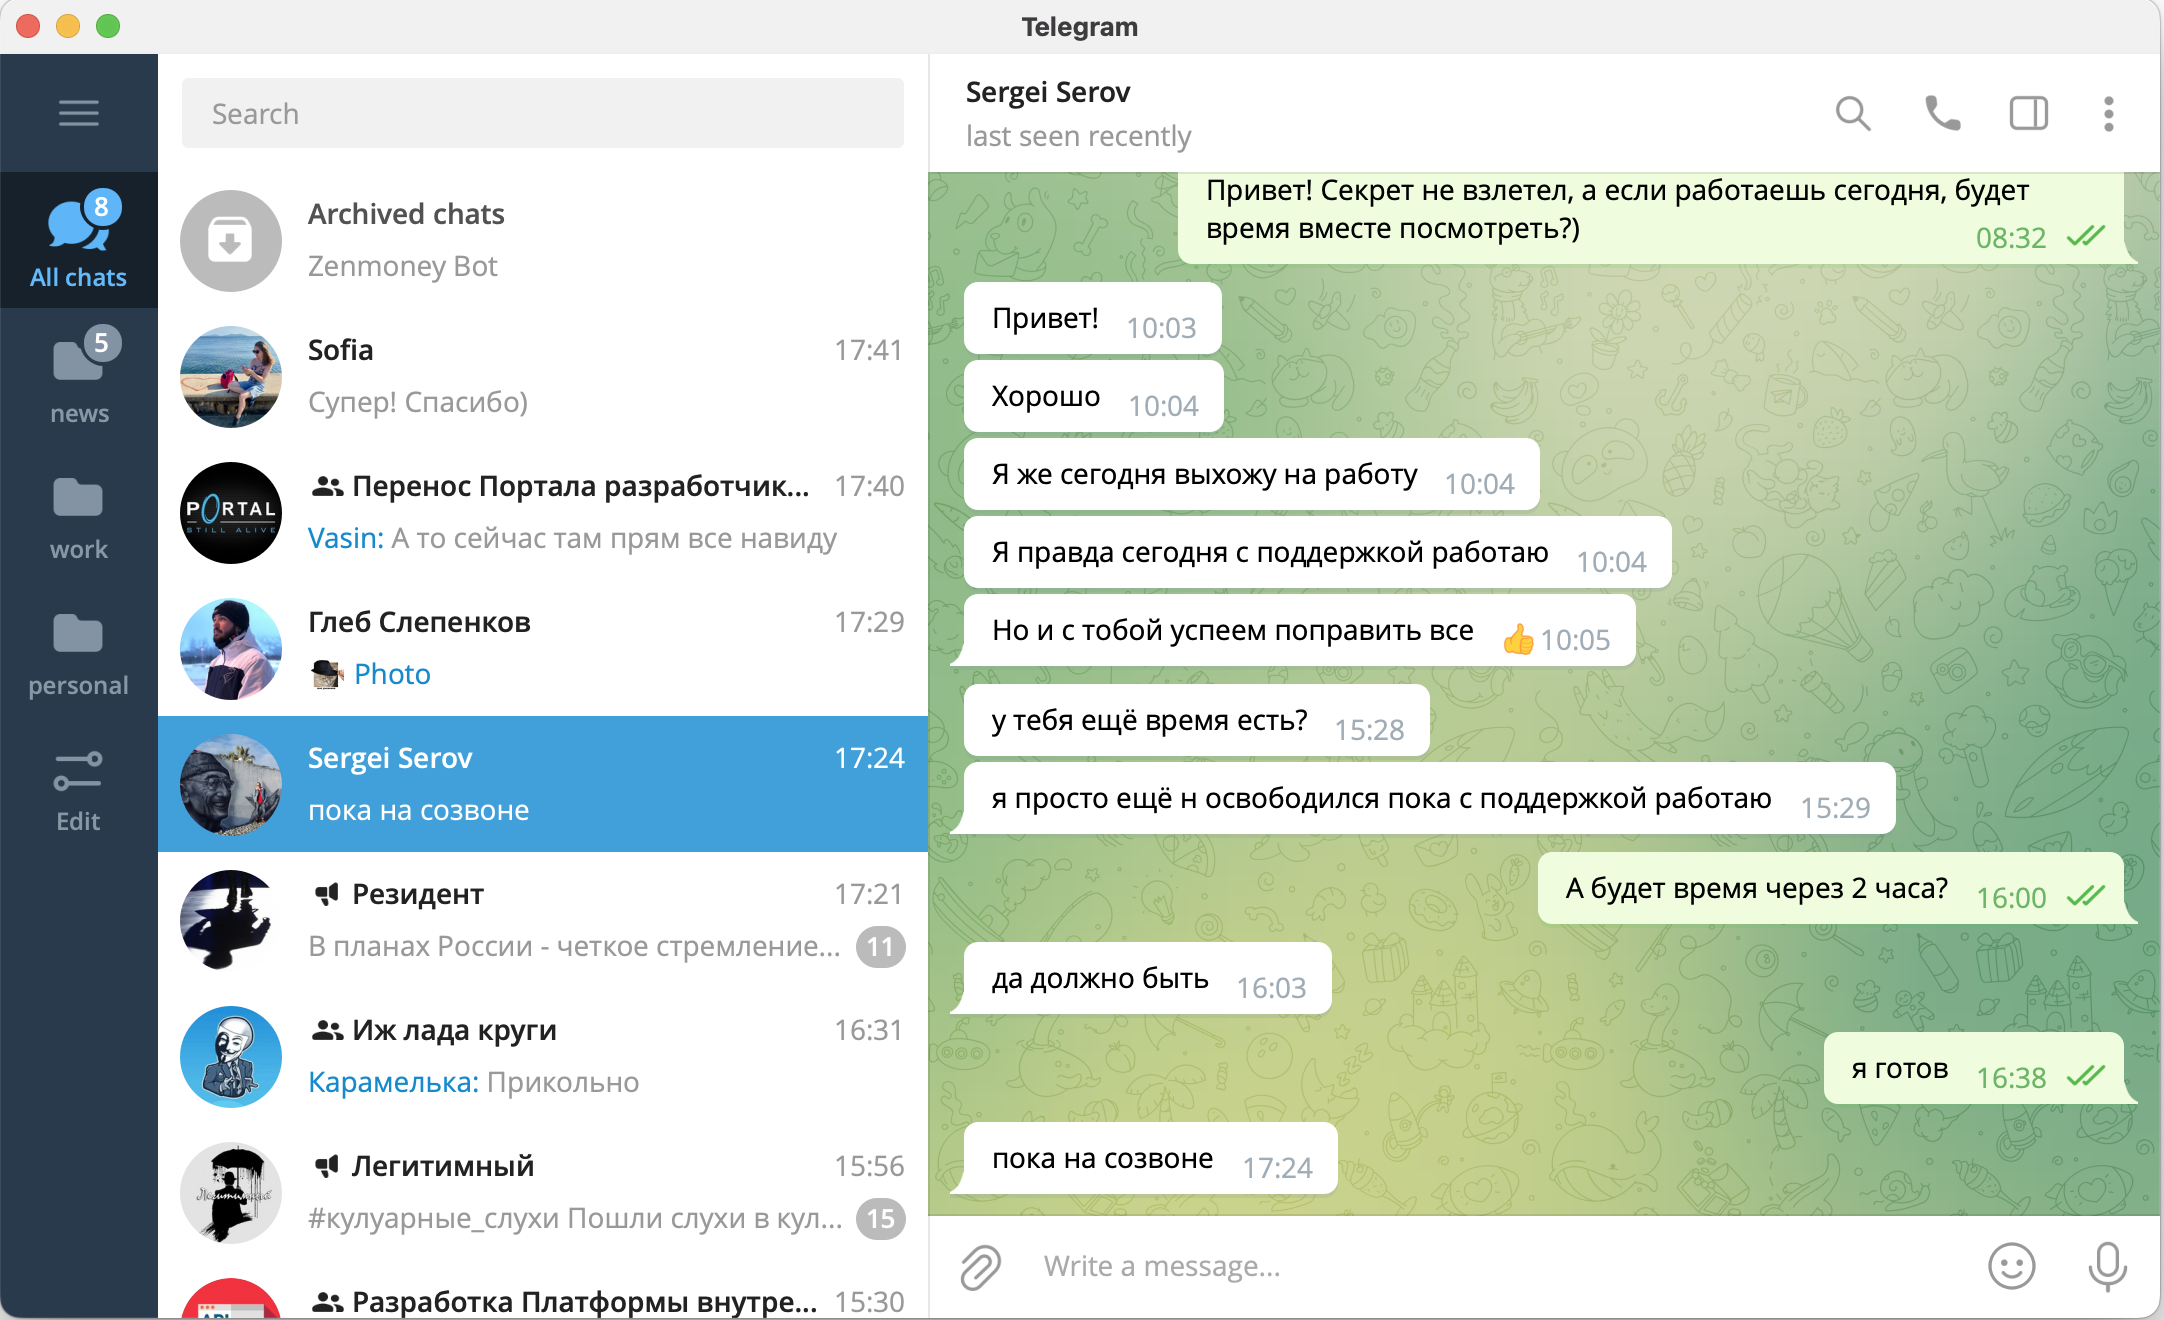 Telegram
Search
8
All chats
5
news
work
personal
Edit
Archived chats
Zenmoney Bot
Sofia 17:41
Супер! Спасибо)
PORTAL
STILL ALIVE
Перенос Портала разработчик... 17:40
Vasin: А то сейчас там прям все навиду
Глеб Слепенков 17:29
Photo
Sergei Serov 17:24
пока на созвоне
Резидент 17:21
В планах России - четкое стремление... 11
Иж лада круги 16:31
Карамелька: Прикольно
Легитимный
Легитимный 15:56
#кулуарные_слухи Пошли слухи в кул... 15
API
Разработка Платформы внутре... 15:30
Sergei Serov
last seen recently
Привет! Секрет не взлетел, а если работаешь сегодня, будет
время вместе посмотреть?) 08:32
Привет! 10:03
Хорошо 10:04
Я же сегодня выхожу на работу 10:04
Я правда сегодня с поддержкой работаю 10:04
Но и с тобой успеем поправить все 👍 10:05
у тебя ещё время есть? 15:28
я просто ещё н освободился пока с поддержкой работаю 15:29
А будет время через 2 часа? 16:00
да должно быть 16:03
я готов 16:38
пока на созвоне 17:24
Write a message...